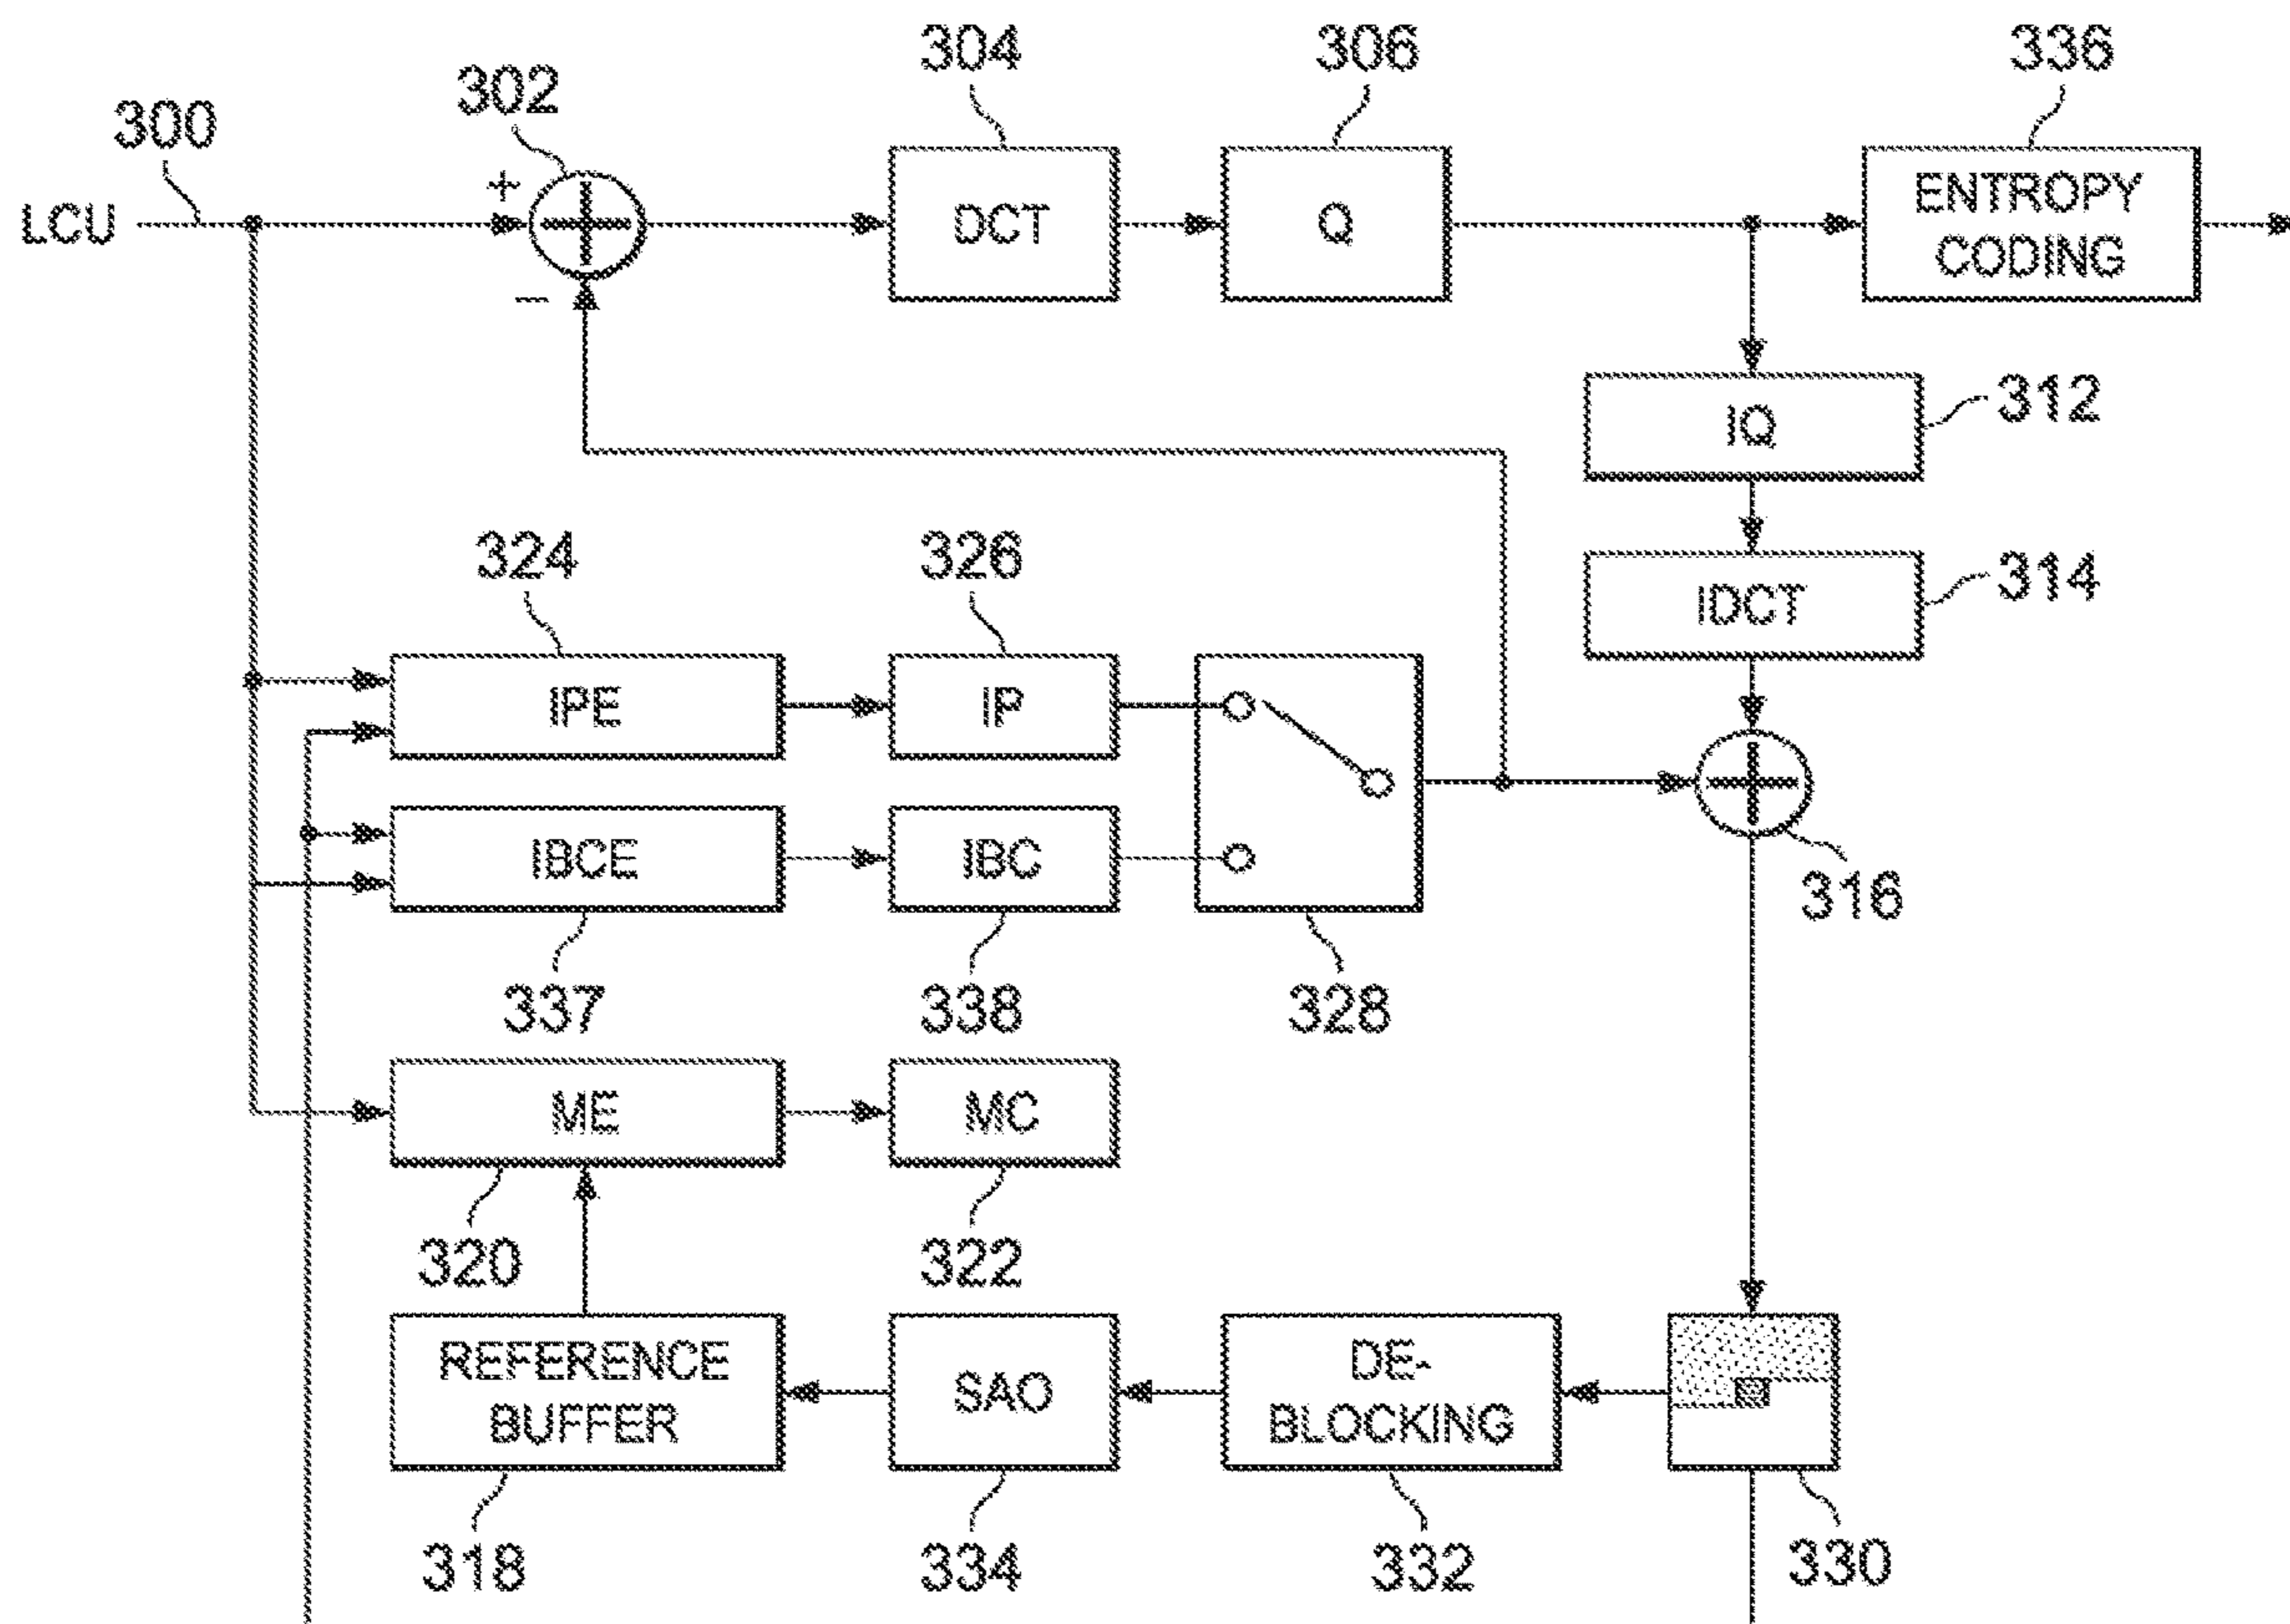 304
306
336
302
300
+
LCU
DCT
Q
ENTROPY
CODING
−
312
IQ
324
326
314
IDCT
IPE
IP
IBCE
IBC
316
337
338
328
ME
MC
320
322
REFERENCE
BUFFER
SAO
DE-
BLOCKING
318
334
332
330